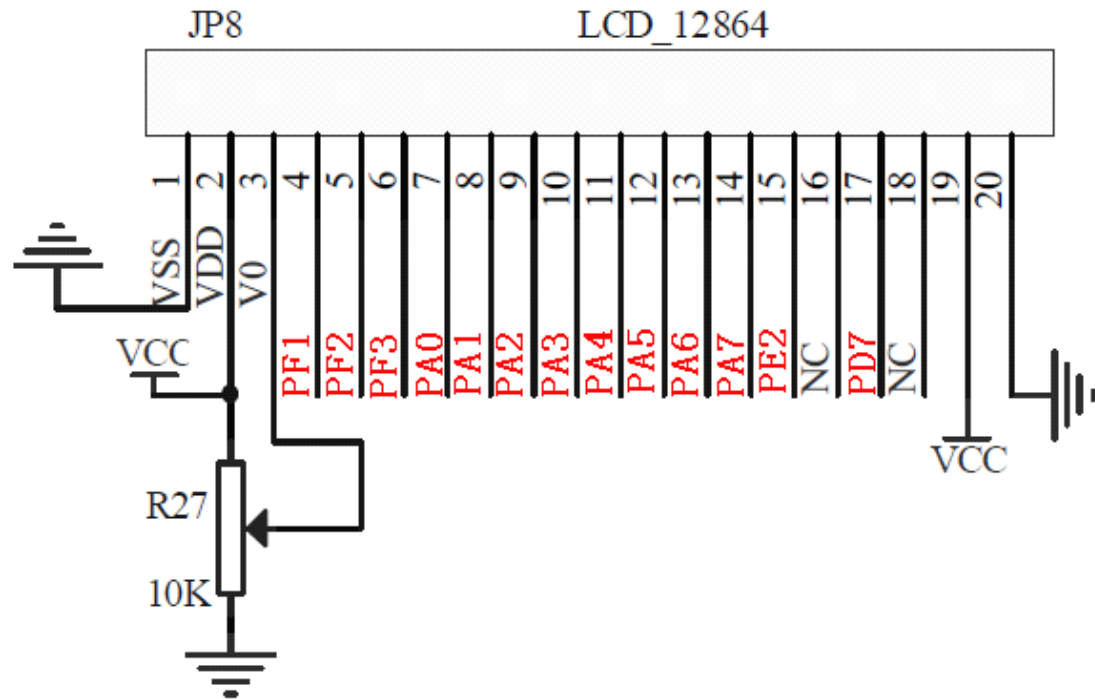 JP8 LCD_12864
1 2 3 4 5 6 7 8 9 10 11 12 13 14 15 16 17 18 19 20
VSS VDD V0
PF1 PF2 PF3 PA0 PA1 PA2 PA3 PA4 PA5 PA6 PA7 PE2 NC PD7 NC
VCC
VCC
R27
10K